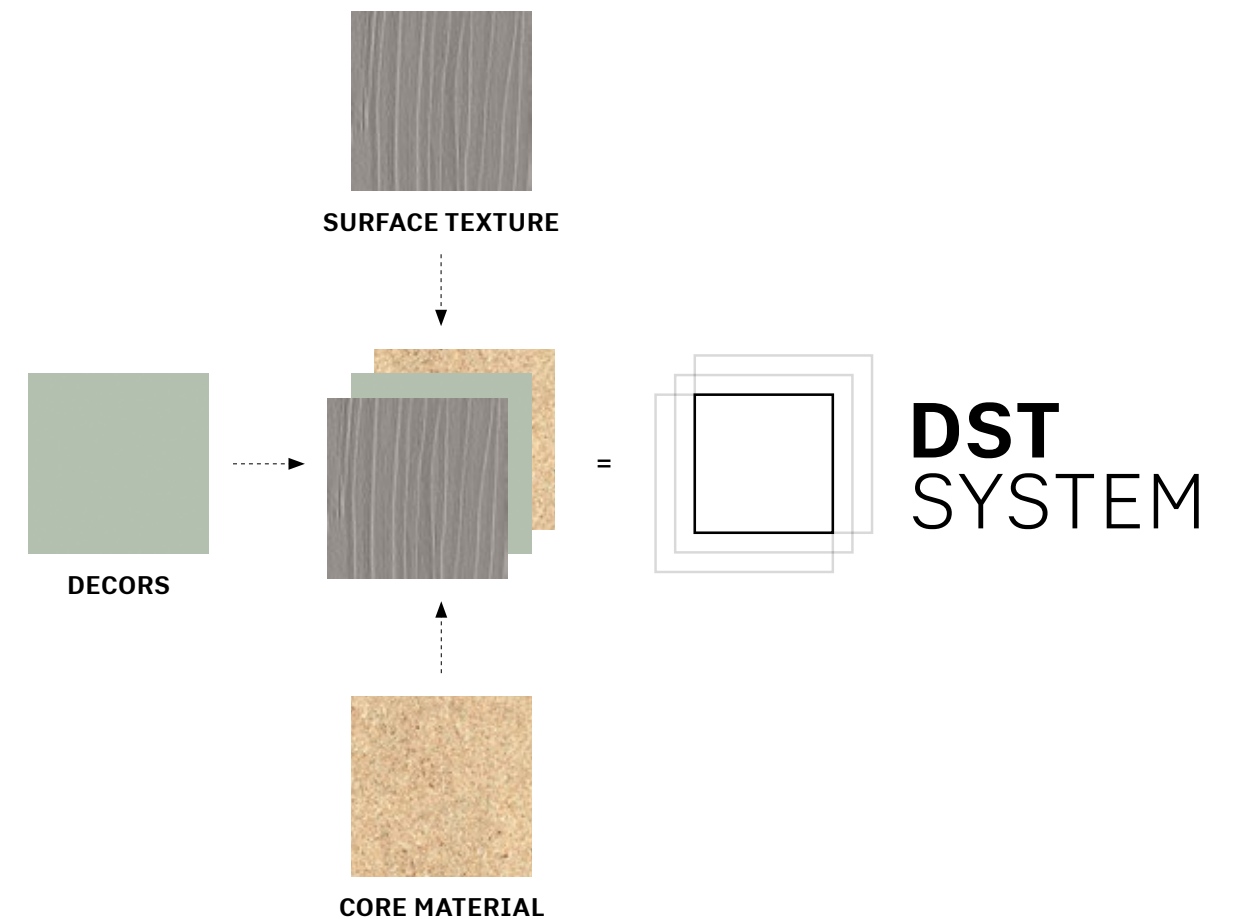 SURFACE TEXTURE
DECORS
=
DST
SYSTEM
CORE MATERIAL